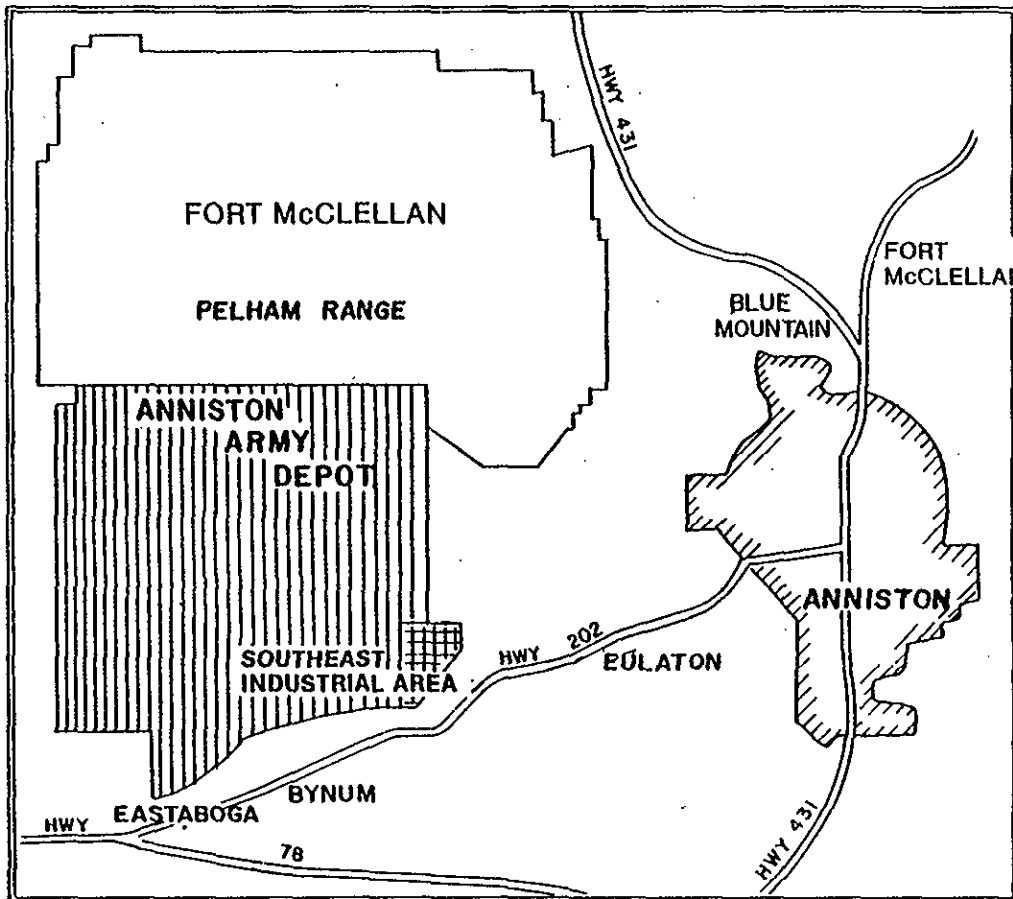 HWY 431
FORT McCLELLAN
FORT
McCLELLAN
PELHAM RANGE
BLUE
MOUNTAIN
ANNISTON
ARMY
DEPOT
ANNISTON
HWY 202
EULATON
SOUTHEAST
INDUSTRIAL AREA
BYNUM
EASTABOGA
HWY
78
HWY 431